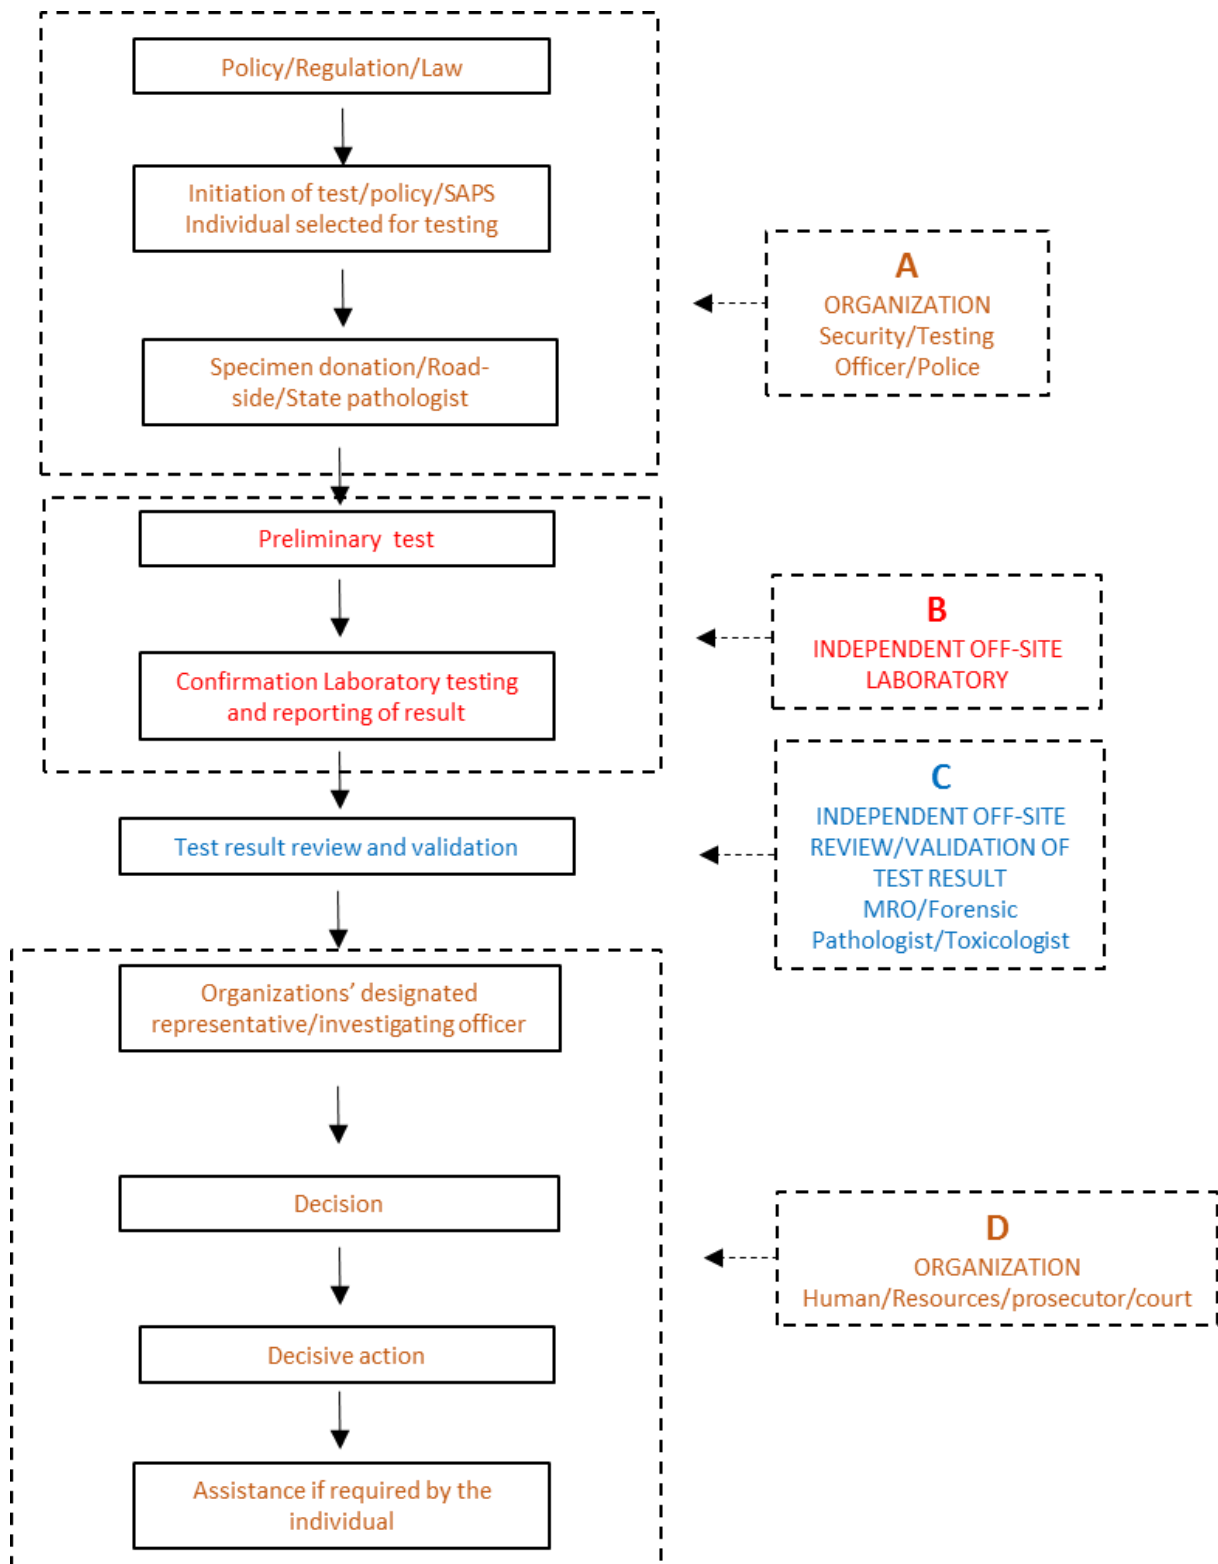 Policy/Regulation/Law
Initiation of test/policy/SAPS
Individual selected for testing
Specimen donation/Road-
side/State pathologist
A
ORGANIZATION
Security/Testing
Officer/Police
Preliminary test
Confirmation Laboratory testing
and reporting of result
B
INDEPENDENT OFF-SITE
LABORATORY
Test result review and validation
C
INDEPENDENT OFF-SITE
REVIEW/VALIDATION OF
TEST RESULT
MRO/Forensic
Pathologist/Toxicologist
Organizations’ designated
representative/investigating officer
Decision
Decisive action
Assistance if required by the
individual
D
ORGANIZATION
Human/Resources/prosecutor/court